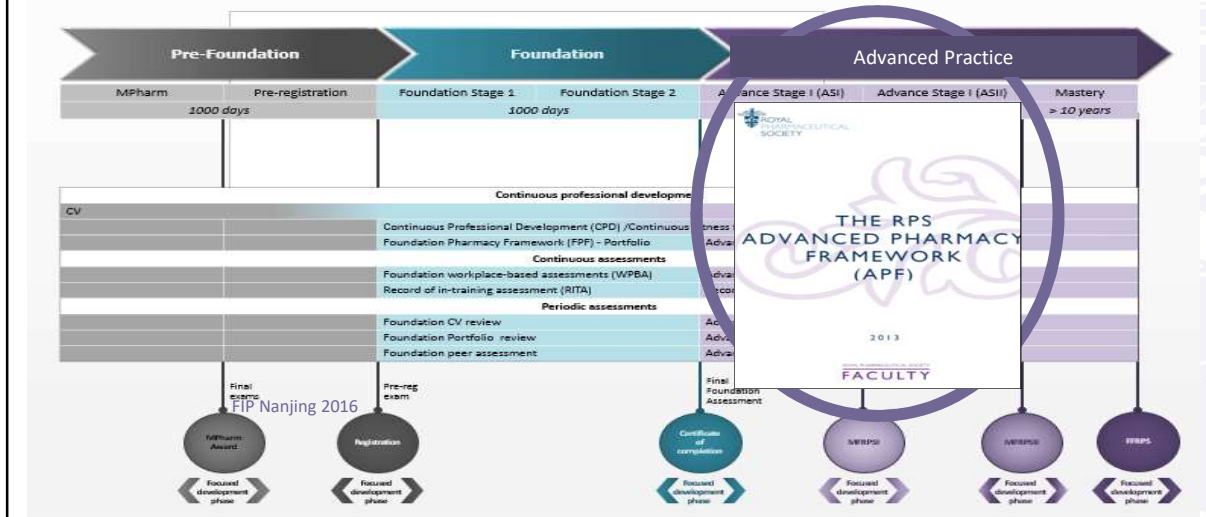 Pre-Foundation
Foundation
Advanced Practice
MPharm
Pre-registration
Foundation Stage 1
Foundation Stage 2
Advance Stage I (ASI)
Advance Stage I (ASII)
Mastery
1000 days
1000 days
> 10 years
ROYAL
PHARMACEUTICAL
SOCIETY
THE RPS
ADVANCED PHARMACY
FRAMEWORK
(APF)
2013
ROYAL PHARMACEUTICAL SOCIETY
FACULTY
Continuous professional developme
CV
Continuous Professional Development (CPD) /Continuous
Foundation Pharmacy Framework (FPF) - Portfolio
Continuous assessments
Foundation workplace-based assessments (WPBA)
Record of in-training assessment (RITA)
Periodic assessments
Foundation CV review
Foundation Portfolio review
Foundation peer assessment
Final
exams
FIP Nanjing 2016
Pre-reg
exam
Final
Foundation
Assessment
MPharm
Award
Registration
Certificate
of
completion
MFRPSI
MFRPSII
FFRPS
Focused
development
phase
Focused
development
phase
Focused
development
phase
Focused
development
phase
Focused
development
phase
Focused
development
phase